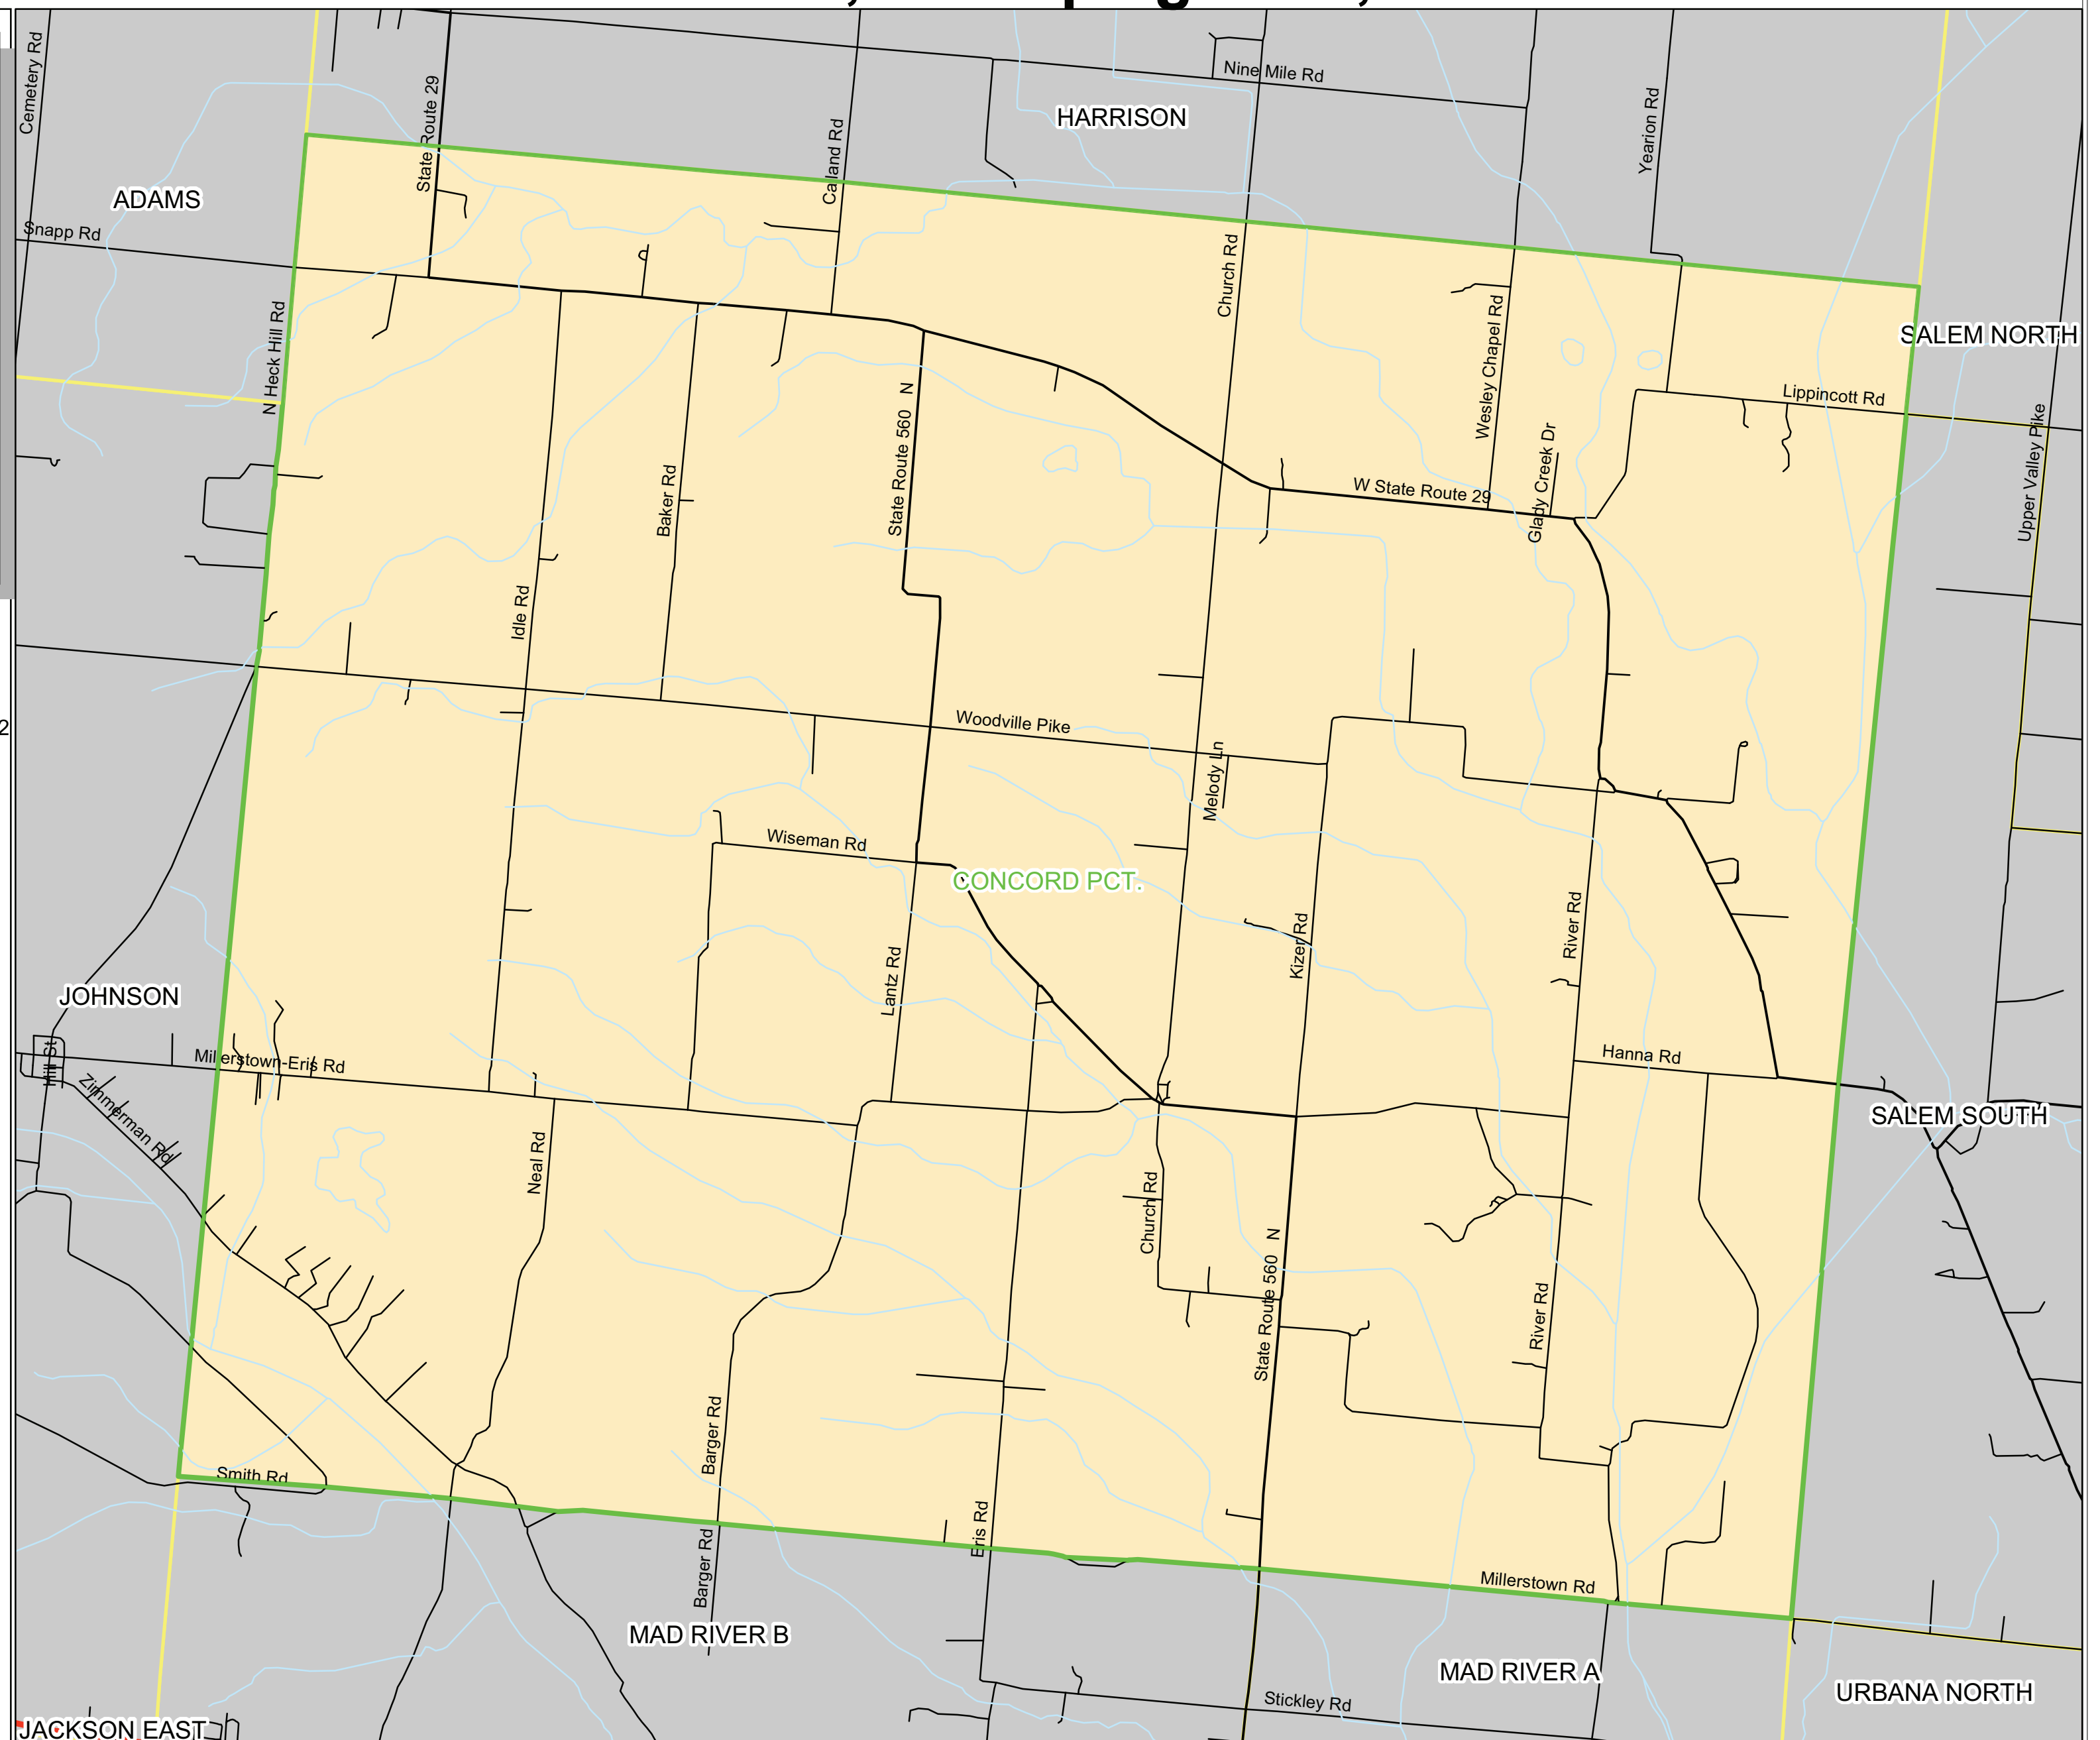 Cemetery Rd
State Route 29
Nine Mile Rd
HARRISON
Calland Rd
Yearion Rd
ADAMS
Snapp Rd
Church Rd
N Heck Hill Rd
Wesley Chapel Rd
SALEM NORTH
State Route 560 N
Lippincott Rd
Baker Rd
W State Route 29
Glady Creek Dr
Upper Valley Pike
Idle Rd
2
Woodville Pike
Melody Ln
Wiseman Rd
CONCORD PCT.
River Rd
Kizer Rd
Lantz Rd
JOHNSON
Mill St
Millerstown-Eris Rd
Hanna Rd
Zimmerman Rd
SALEM SOUTH
Neal Rd
Church Rd
State Route 560 N
River Rd
Barger Rd
Smith Rd
Eris Rd
Barger Rd
Millerstown Rd
MAD RIVER B
MAD RIVER A
URBANA NORTH
Stickley Rd
JACKSON EAST